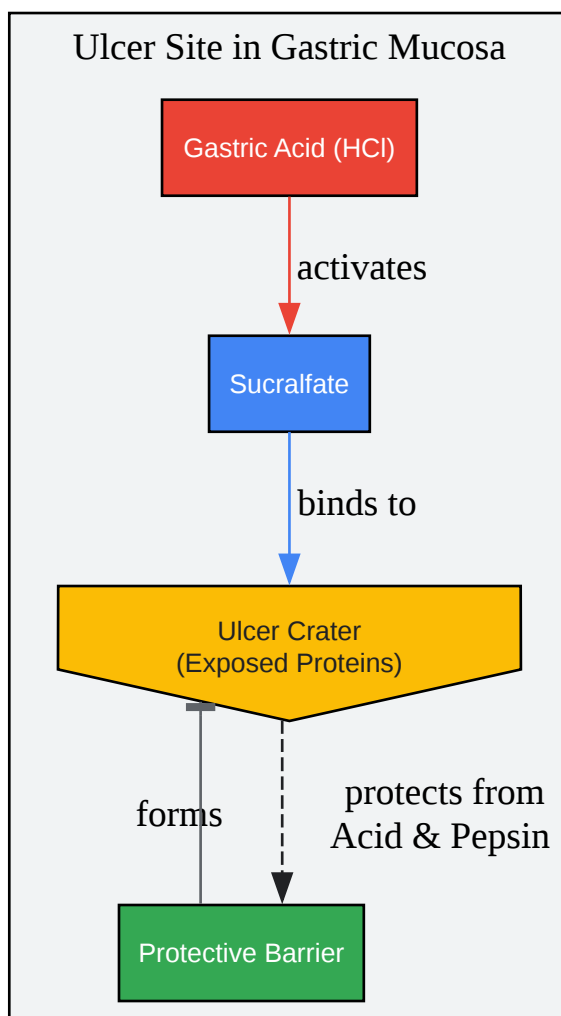 Ulcer Site in Gastric Mucosa
Gastric Acid (HCl)
activates
Sucralfate
binds to
Ulcer Crater
(Exposed Proteins)
forms
protects from
Acid & Pepsin
Protective Barrier